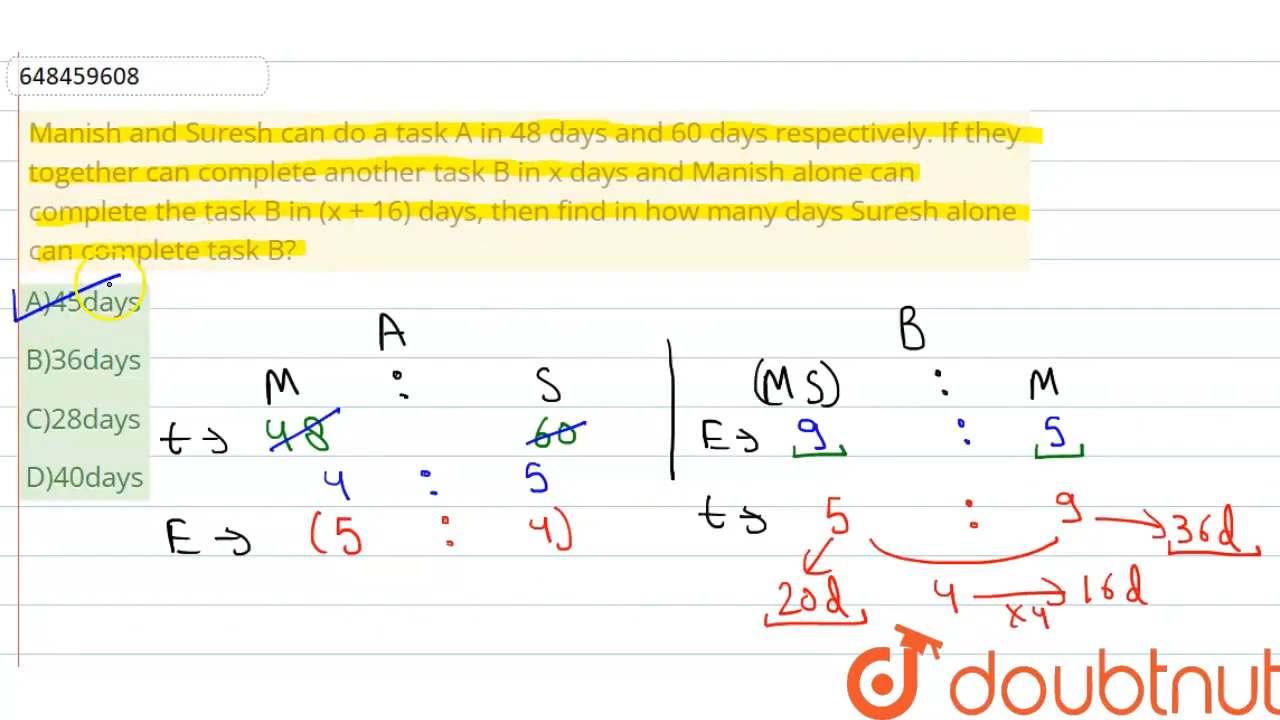 648459608
Manish and Suresh can do a task A in 48 days and 60 days respectively. If they
together can complete another task B in x days and Manish alone can
complete the task B in (x + 16) days, then find in how many days Suresh alone
can complete task B?
A)45days
B)36days
C)28days
D)40days
A
M : S
t → 48 60
4 : 5
E → (5 : 4)
B
(MS) : M
E → 9 : 5
t → 5 : 9 → 36d
20d 4 → 16d
×4
doubtnut